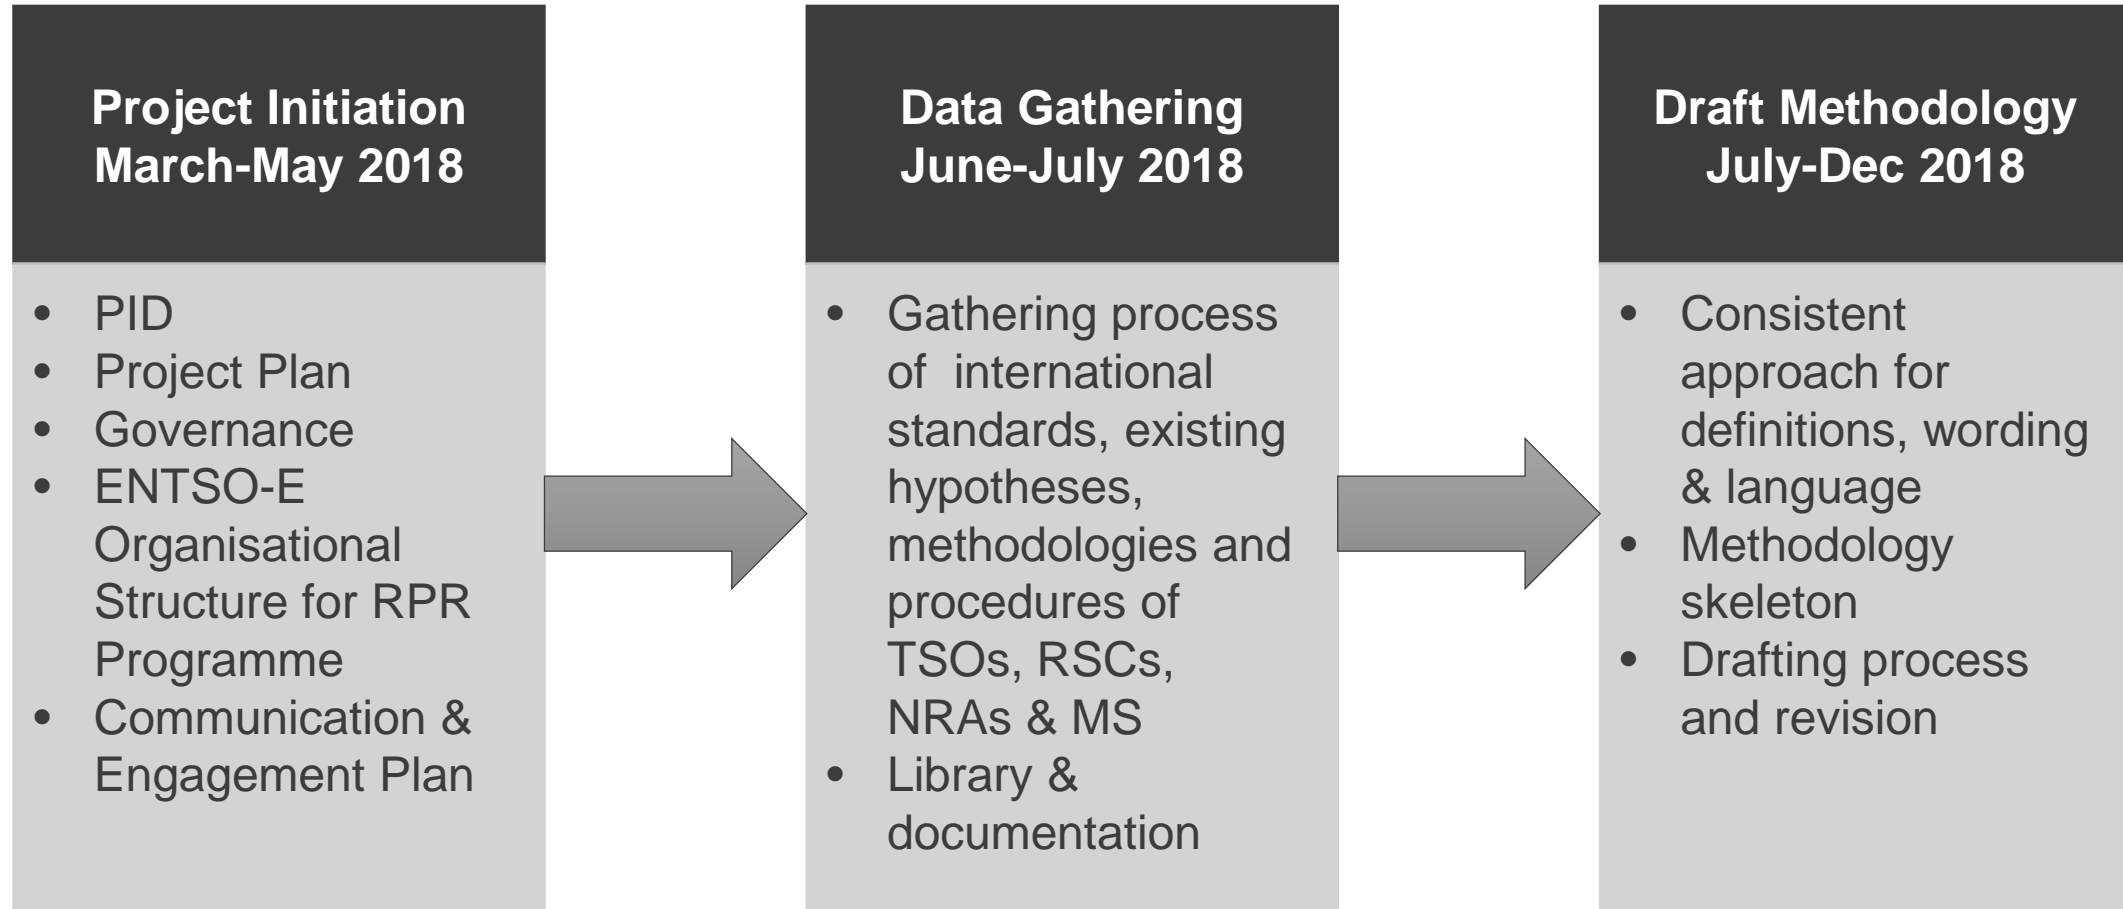 Project Initiation
March-May 2018
• PID
• Project Plan
• Governance
• ENTSO-E
Organisational
Structure for RPR
Programme
• Communication &
Engagement Plan
Data Gathering
June-July 2018
• Gathering process
of  international
standards, existing
hypotheses,
methodologies and
procedures of
TSOs, RSCs,
NRAs & MS
• Library &
documentation
Draft Methodology
July-Dec 2018
• Consistent
approach for
definitions, wording
& language
• Methodology
skeleton
• Drafting process
and revision